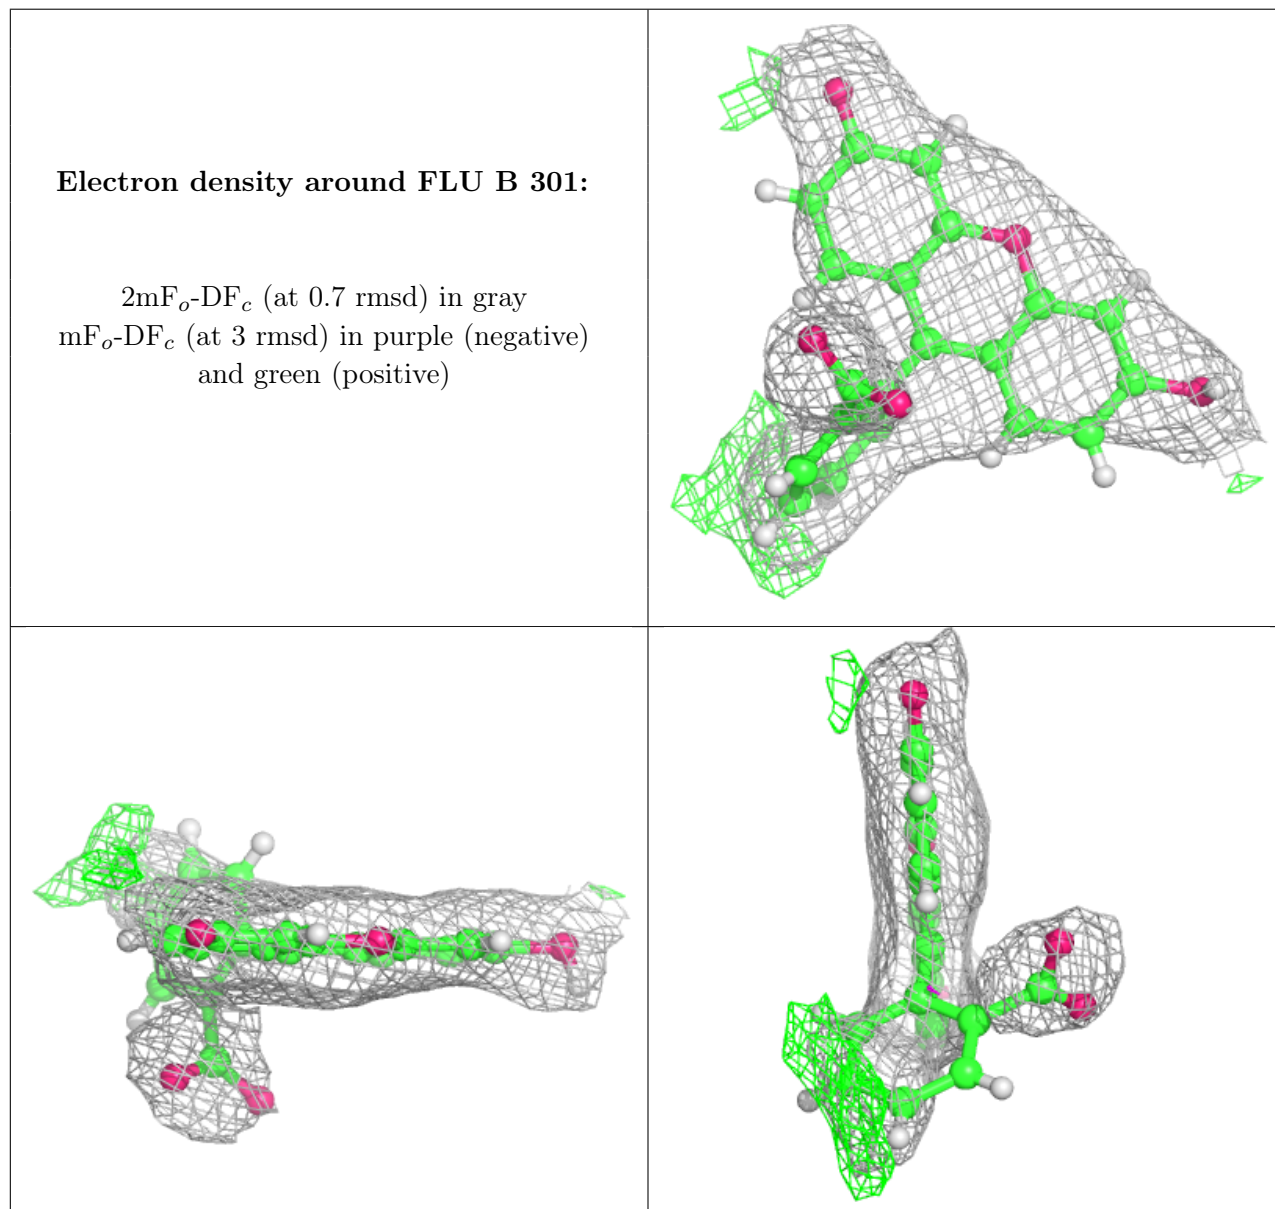 Electron density around FLU B 301:
2mFo-DFc (at 0.7 rmsd) in gray
mFo-DFc (at 3 rmsd) in purple (negative)
and green (positive)